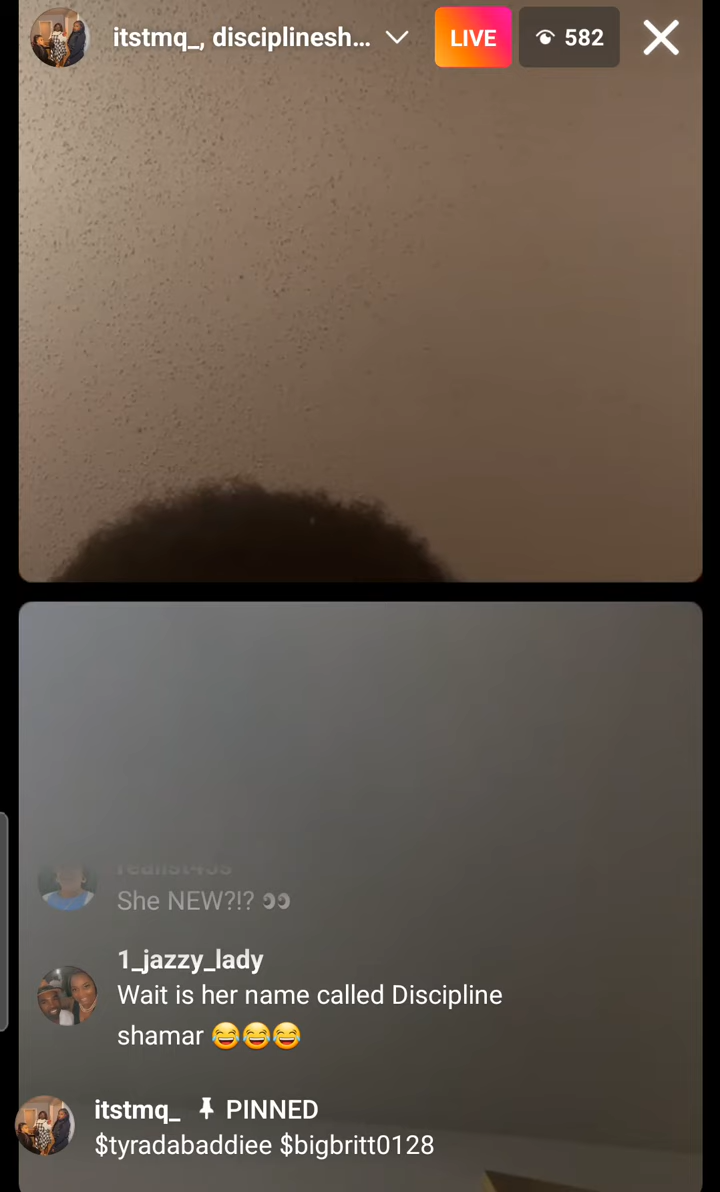 itstmq_, disciplinesh... LIVE 582
She NEW?!? 👀
1_jazzy_lady
Wait is her name called Discipline
shamar 😂😂😂
itstmq_ PINNED
$tyradabaddiee $bigbritt0128